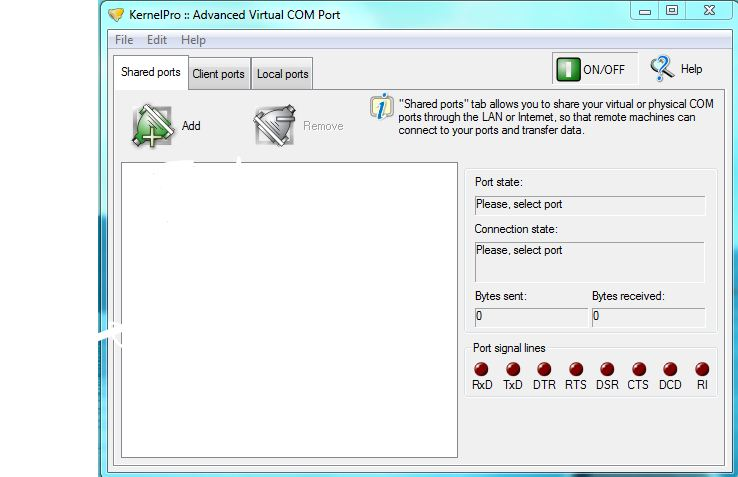 KernelPro :: Advanced Virtual COM Port
File Edit Help
Shared ports Client ports Local ports
ON/OFF Help
Add Remove
"Shared ports" tab allows you to share your virtual or physical COM
ports through the LAN or Internet, so that remote machines can
connect to your ports and transfer data.
Port state:
Please, select port
Connection state:
Please, select port
Bytes sent: Bytes received:
0 0
Port signal lines
RxD TxD DTR RTS DSR CTS DCD RI